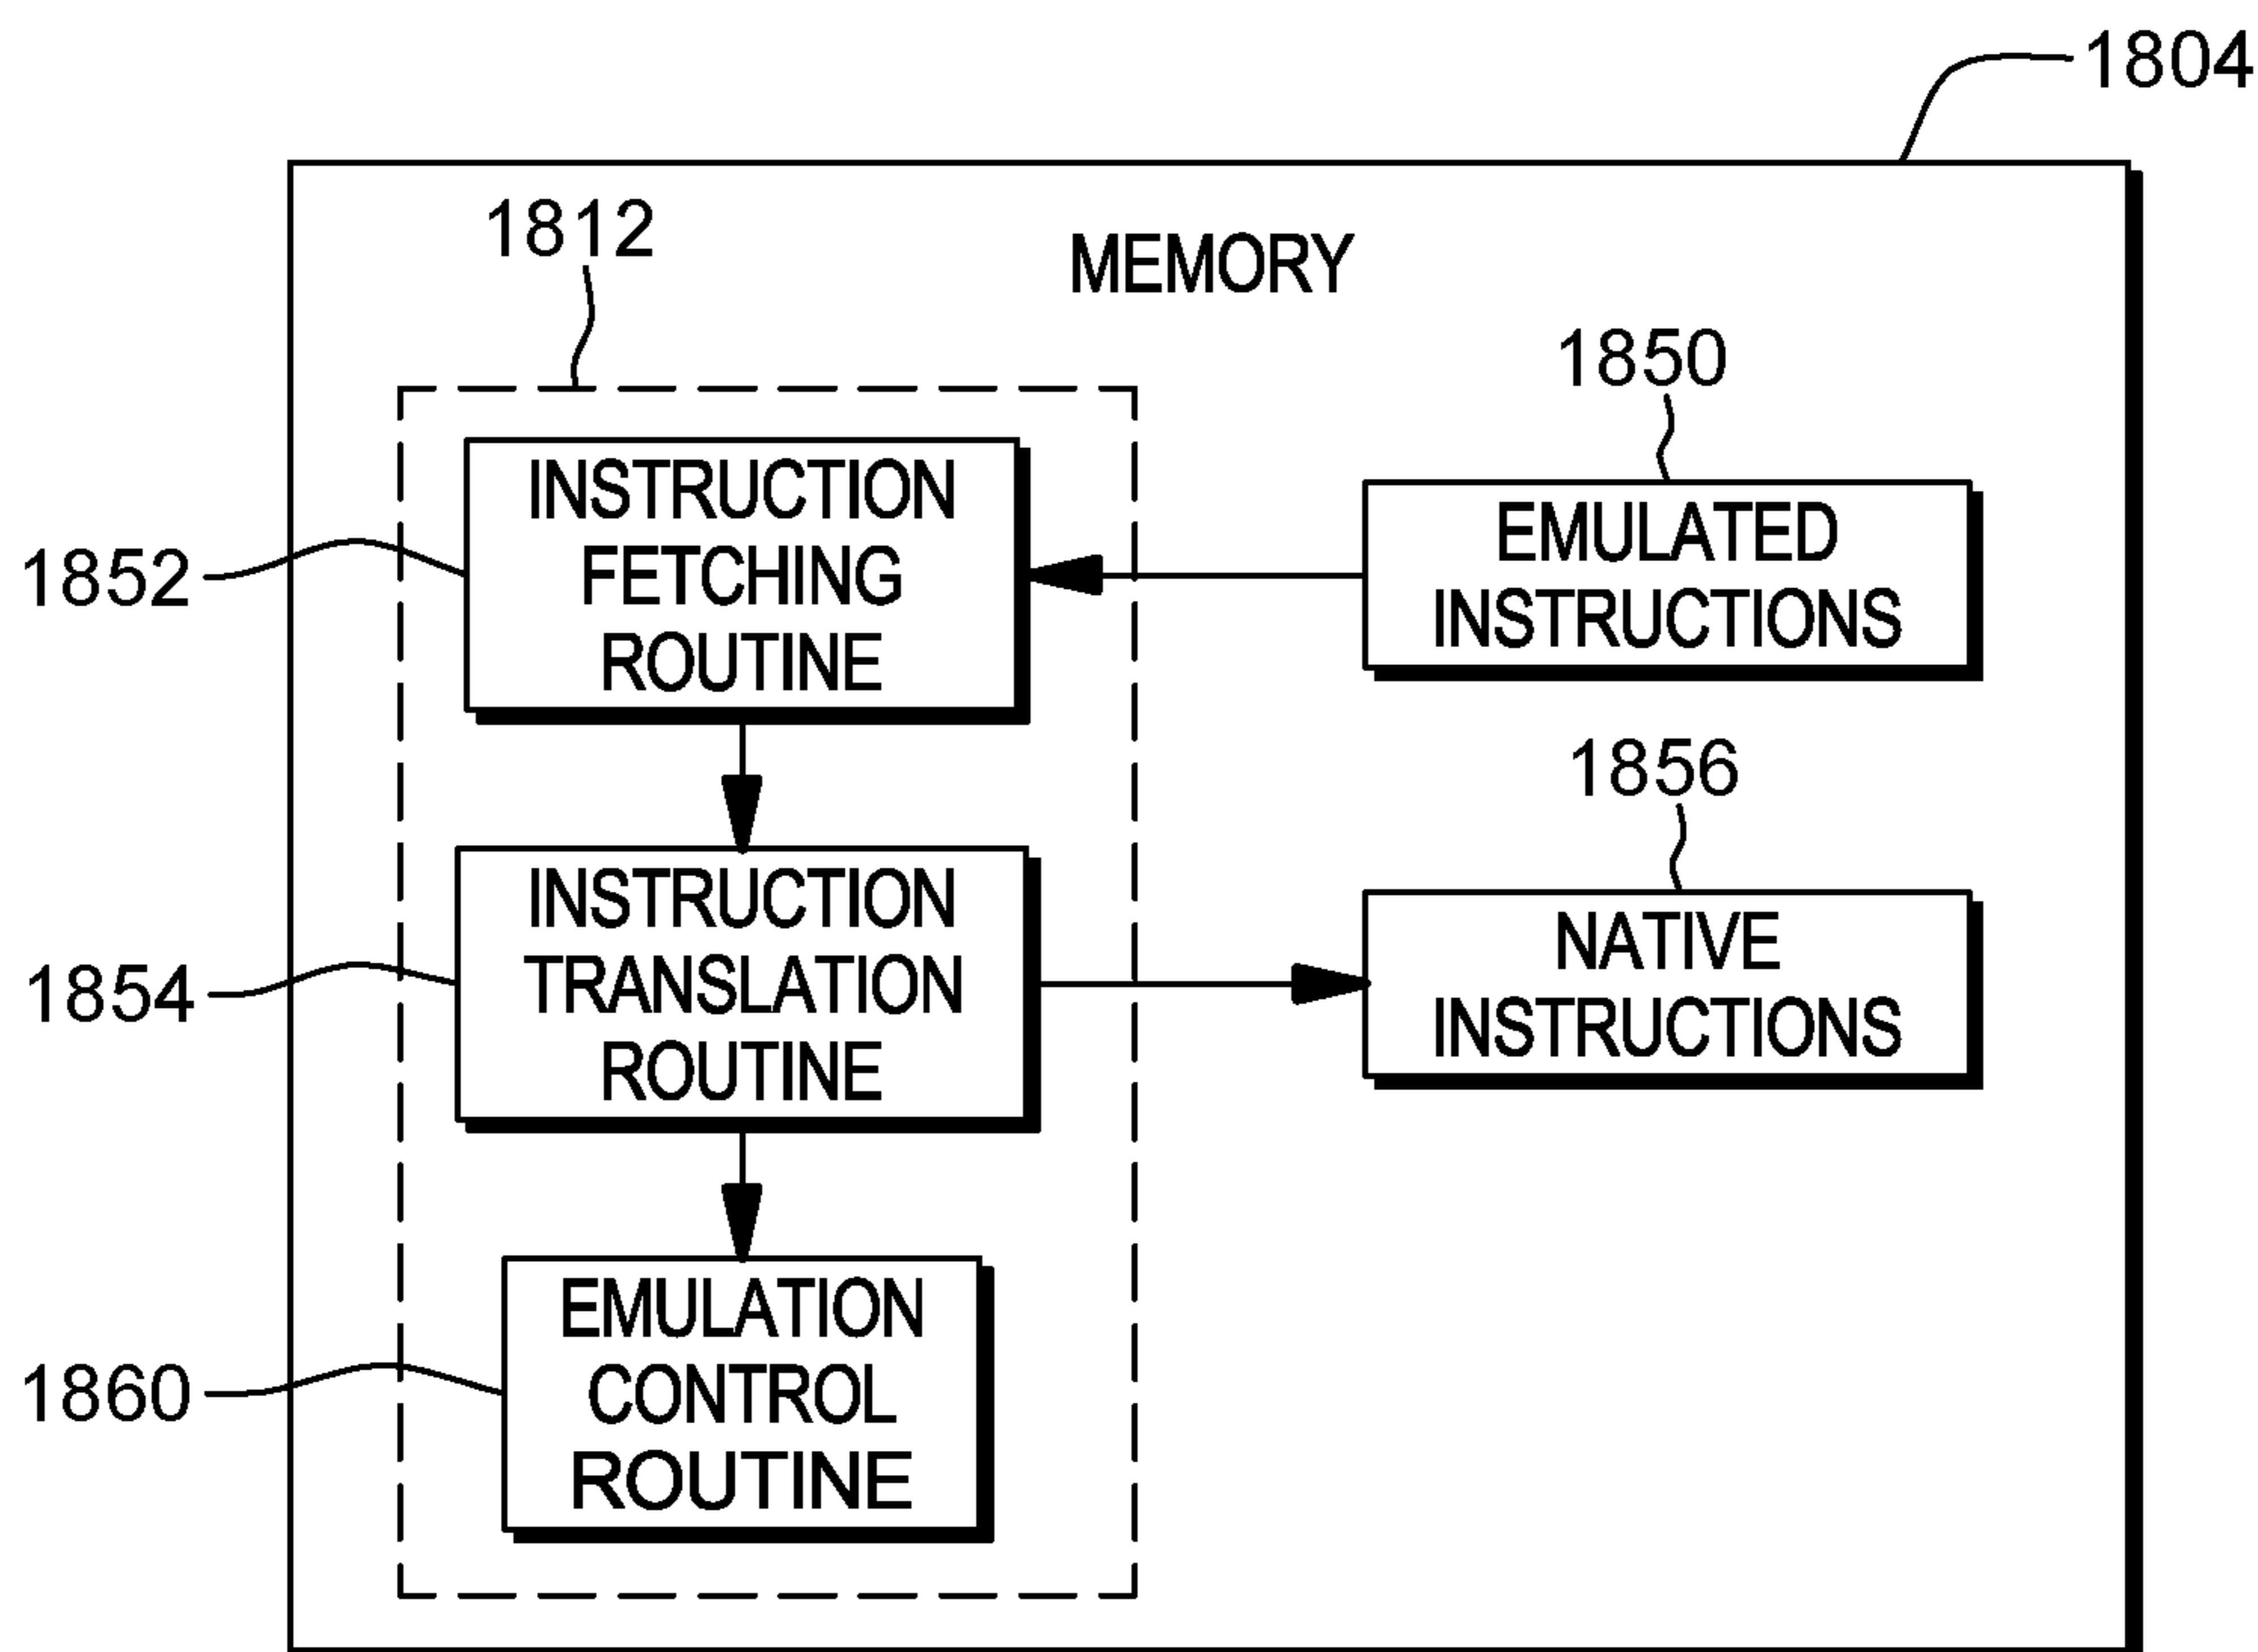 1804
1812
MEMORY
1850
INSTRUCTION
FETCHING
ROUTINE
1852
EMULATED
INSTRUCTIONS
1856
INSTRUCTION
TRANSLATION
ROUTINE
1854
NATIVE
INSTRUCTIONS
EMULATION
CONTROL
ROUTINE
1860